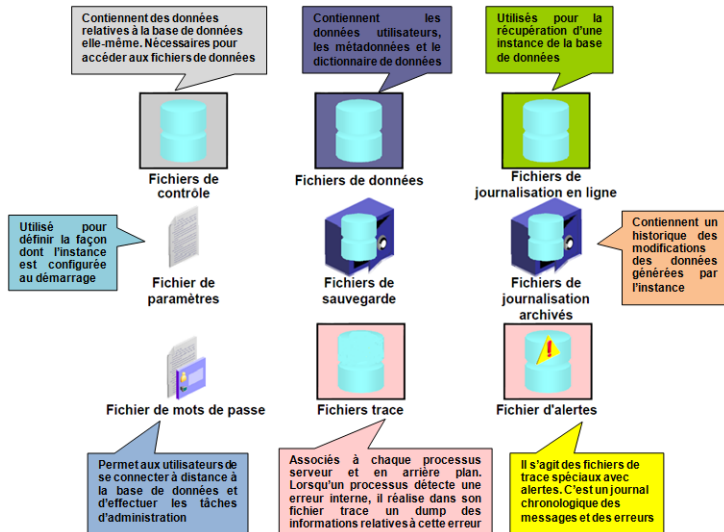 Contiennent des données
relatives à la base de données
elle-même. Nécessaires pour
accéder aux fichiers de données
Contiennent les
données utilisateurs,
les métadonnées et le
dictionnaire de données
Utilisés pour la
récupération d'une
instance de la base
de données
Fichiers de
contrôle
Fichiers de données
Fichiers de
journalisation en ligne
Utilisé pour
définir la façon
dont l'instance
est configurée
au démarrage
Fichier de
paramètres
Fichiers de
sauvegarde
Fichiers de
journalisation
archivés
Contiennent un
historique des
modifications
des données
générées par
l'instance
Fichier de mots de passe
Fichiers trace
Fichier d'alertes
Permet aux utilisateurs de
se connecter à distance à
la base de données et
d'effectuer les tâches
d'administration
Associés à chaque processus
serveur et en arrière plan.
Lorsqu'un processus détecte une
erreur interne, il réalise dans son
fichier trace un dump des
informations relatives à cette erreur
Il s'agit des fichiers de
trace spéciaux avec
alertes. C'est un journal
chronologique des
messages et des erreurs